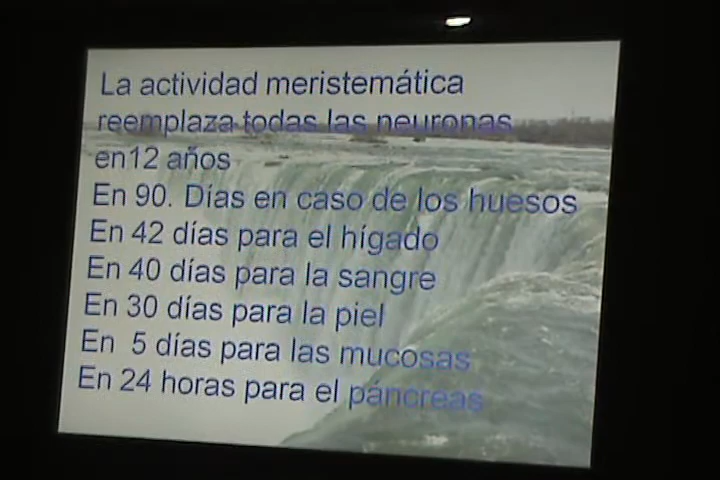 La actividad meristemática
reemplaza todas las neuronas
en12 años
En 90. Días en caso de los huesos
En 42 días para el hígado
En 40 días para la sangre
En 30 días para la piel
En  5 días para las mucosas
En 24 horas para el páncreas